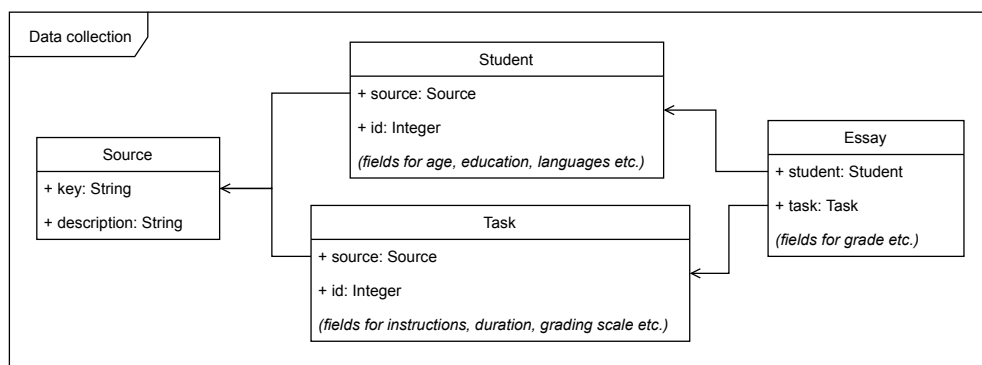 Data collection
Student
+ source: Source
+ id: Integer
(fields for age, education, languages etc.)
Source
+ key: String
+ description: String
Task
+ source: Source
+ id: Integer
(fields for instructions, duration, grading scale etc.)
Essay
+ student: Student
+ task: Task
(fields for grade etc.)